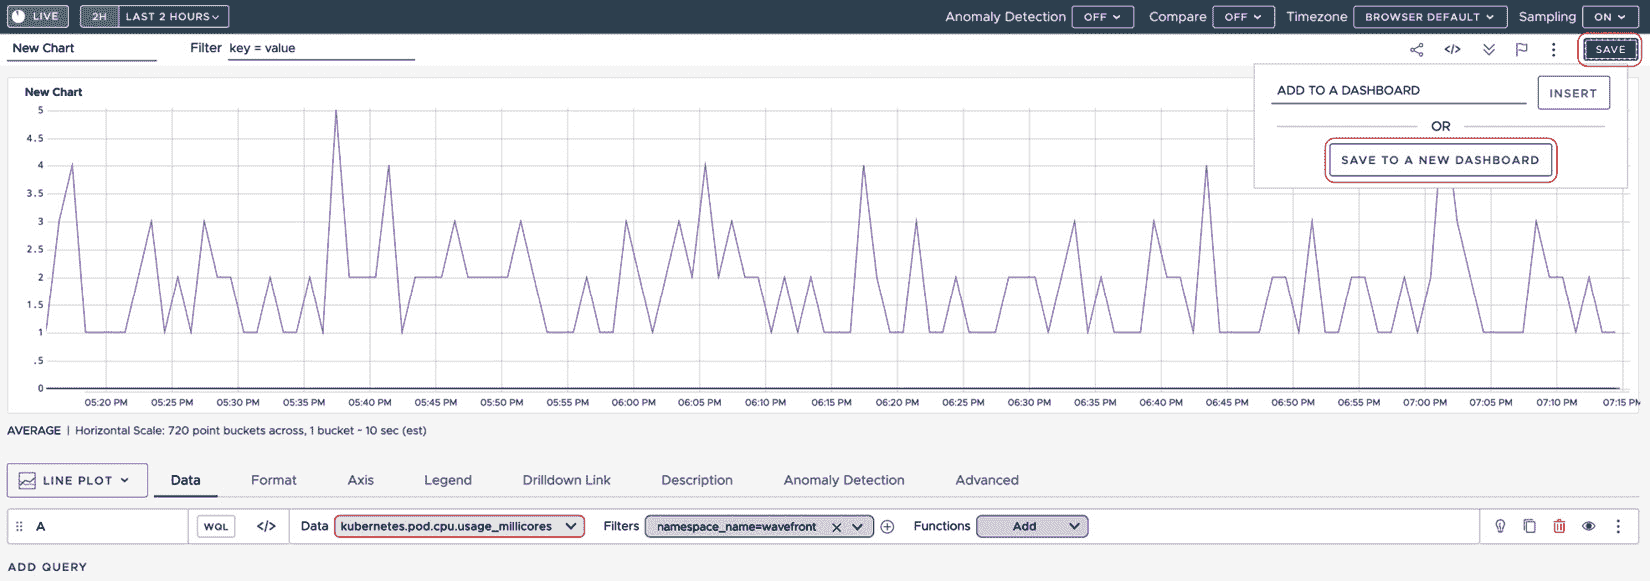 LIVE 2H LAST 2 HOURS Anomaly Detection OFF Compare OFF Timezone BROWSER DEFAULT Sampling ON
New Chart Filter key = value </> SAVE
ADD TO A DASHBOARD INSERT
OR
SAVE TO A NEW DASHBOARD
New Chart
5
4.5
4
3.5
3
2.5
2
1.5
1
.5
0
05:20 PM 05:25 PM 05:30 PM 05:35 PM 05:40 PM 05:45 PM 05:50 PM 05:55 PM 06:00 PM 06:05 PM 06:10 PM 06:15 PM 06:20 PM 06:25 PM 06:30 PM 06:35 PM 06:40 PM 06:45 PM 06:50 PM 06:55 PM 07:00 PM 07:05 PM 07:10 PM 07:15 PM
AVERAGE | Horizontal Scale: 720 point buckets across, 1 bucket ~ 10 sec (est)
LINE PLOT Data Format Axis Legend Drilldown Link Description Anomaly Detection Advanced
A WQL </> Data kubernetes.pod.cpu.usage_millicores Filters namespace_name=wavefront Functions Add
ADD QUERY